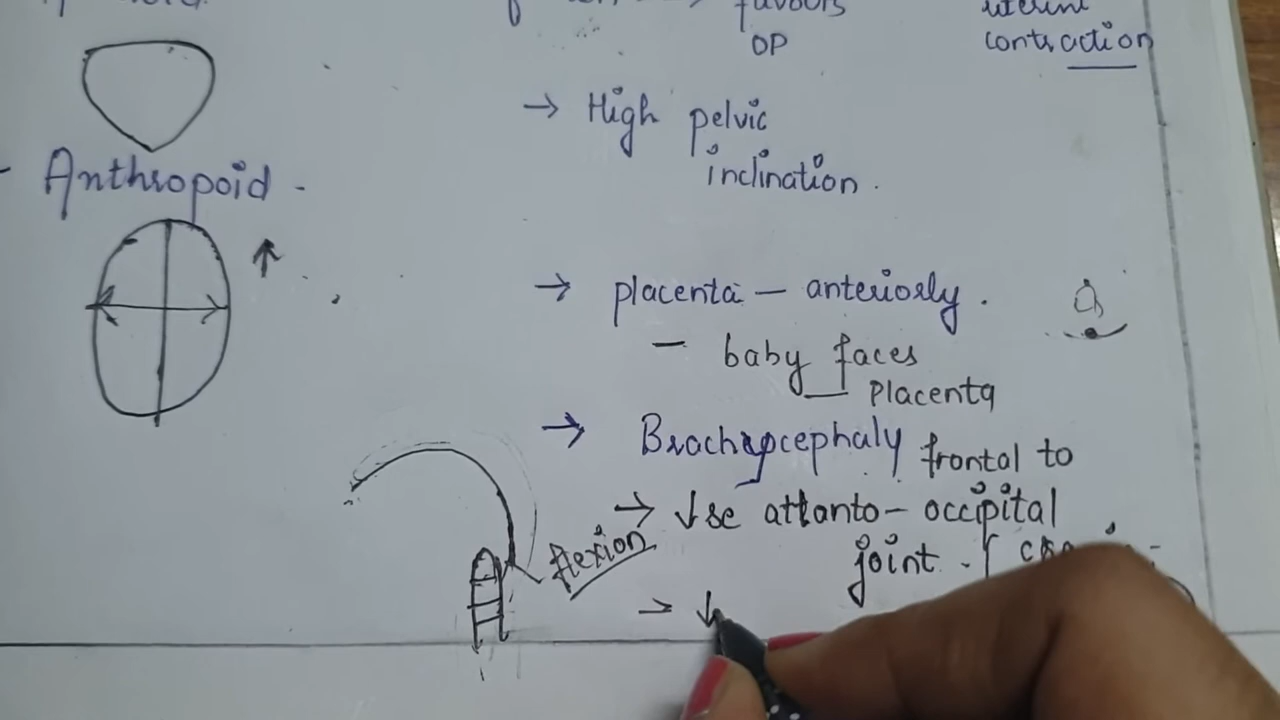 favours
OP
uterine
contraction
→ High pelvic
inclination.
- Anthropoid -
↑
→ placenta - anteriorly.
- baby faces
placenta
→ Brachycephaly frontal to
→ ↓se atlanto-occipital
joint.
flexion
→ ↓